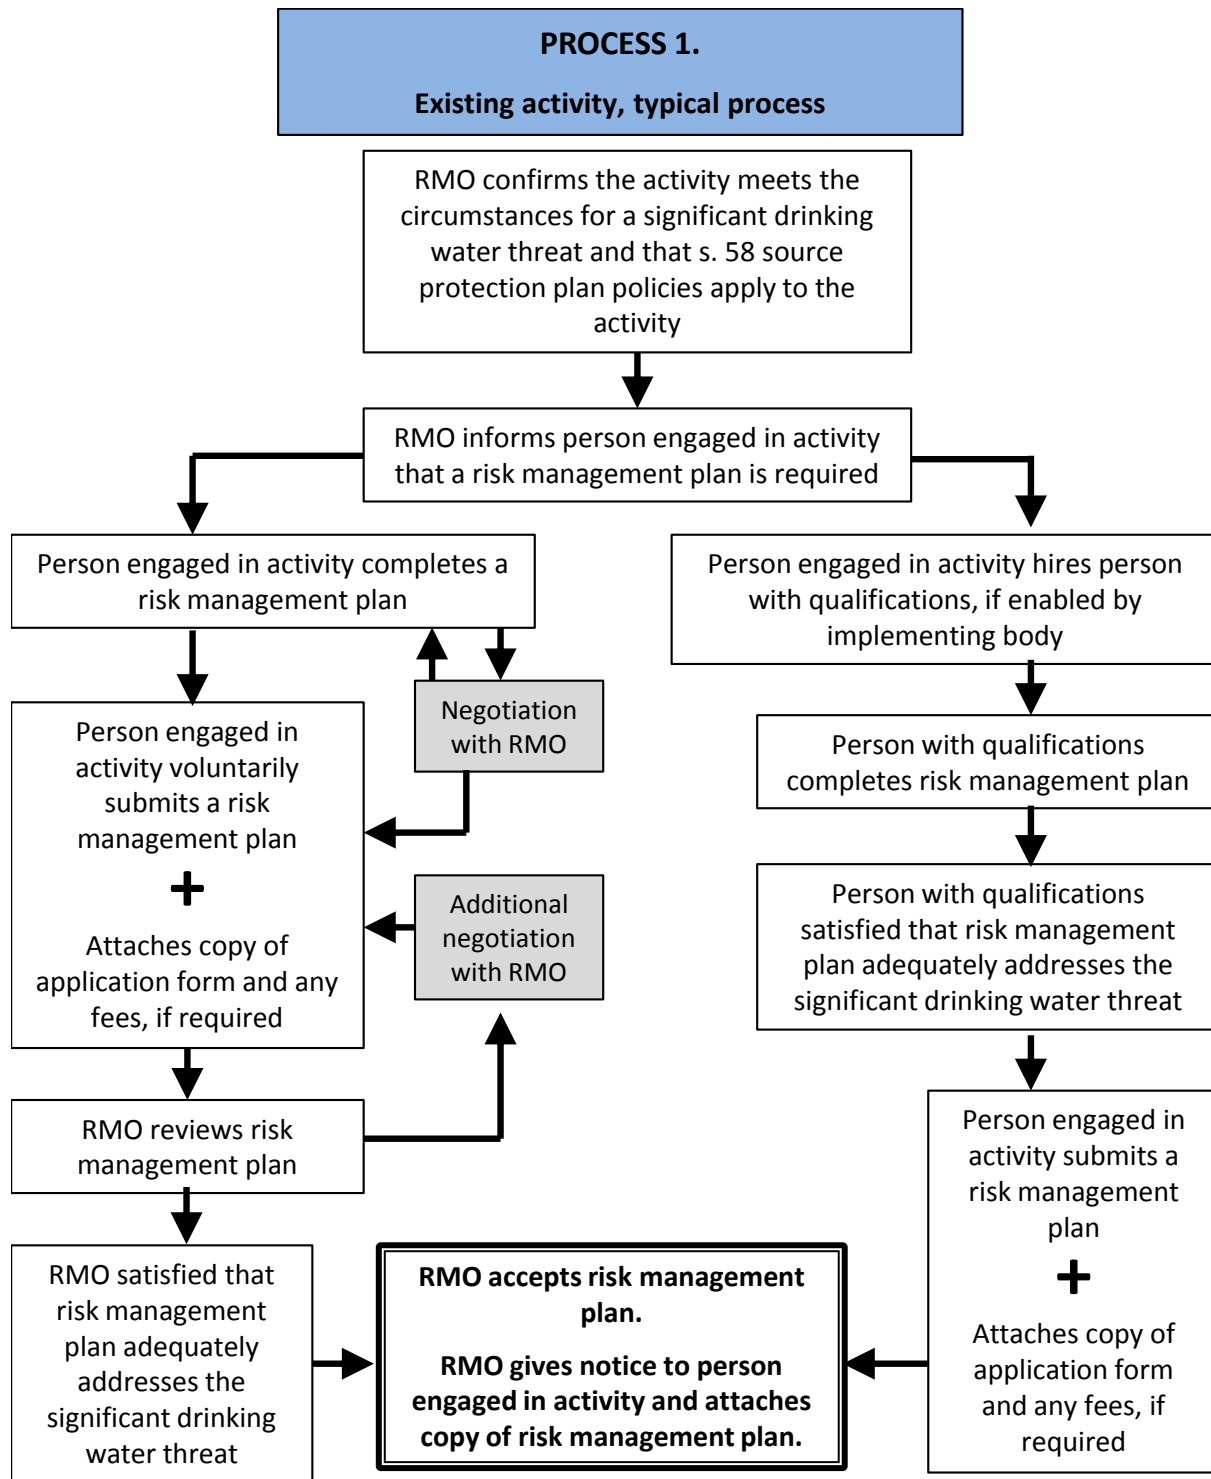 PROCESS 1.
Existing activity, typical process
RMO confirms the activity meets the
circumstances for a significant drinking
water threat and that s. 58 source
protection plan policies apply to the
activity
RMO informs person engaged in activity
that a risk management plan is required
Person engaged in activity completes a
risk management plan
Person engaged in activity hires person
with qualifications, if enabled by
implementing body
Negotiation
with RMO
Person engaged in
activity voluntarily
submits a risk
management plan
+
Attaches copy of
application form and any
fees, if required
Person with qualifications
completes risk management plan
Additional
negotiation
with RMO
Person with qualifications
satisfied that risk management
plan adequately addresses the
significant drinking water threat
RMO reviews risk
management plan
Person engaged in
activity submits a
risk management
plan
+
Attaches copy of
application form
and any fees, if
required
RMO satisfied that
risk management
plan adequately
addresses the
significant drinking
water threat
RMO accepts risk management
plan.
RMO gives notice to person
engaged in activity and attaches
copy of risk management plan.